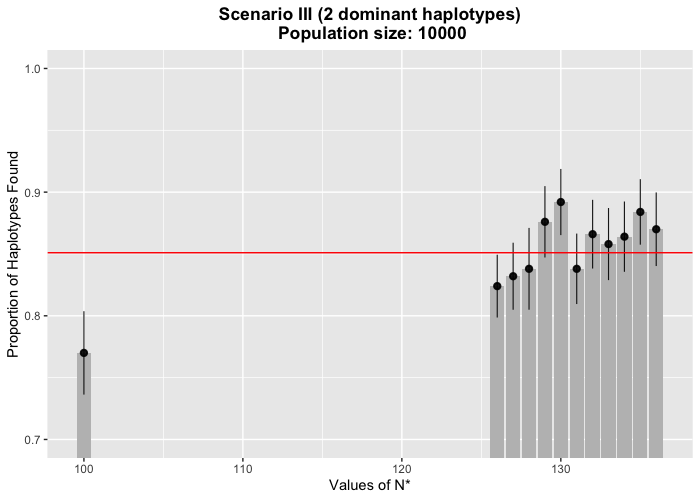 Scenario III (2 dominant haplotypes)
Population size: 10000
Proportion of Haplotypes Found
1.0
0.9
0.8
0.7
100
110
120
130
Values of N*